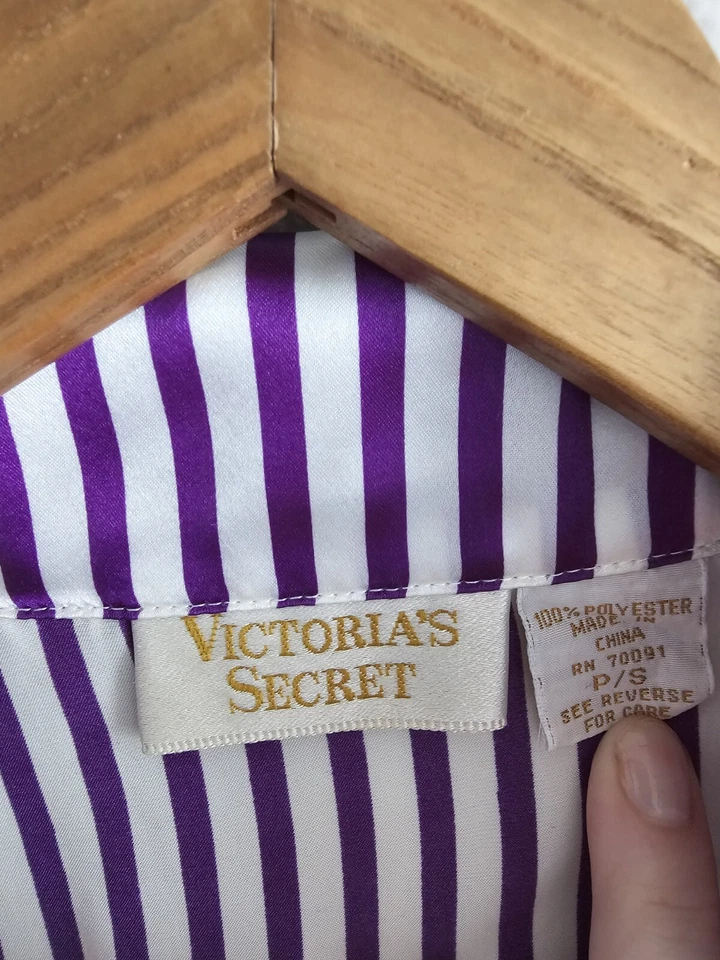 VICTORIA'S
SECRET
100% POLYESTER
MADE IN
CHINA
RN 70091
P/S
SEE REVERSE
FOR CARE